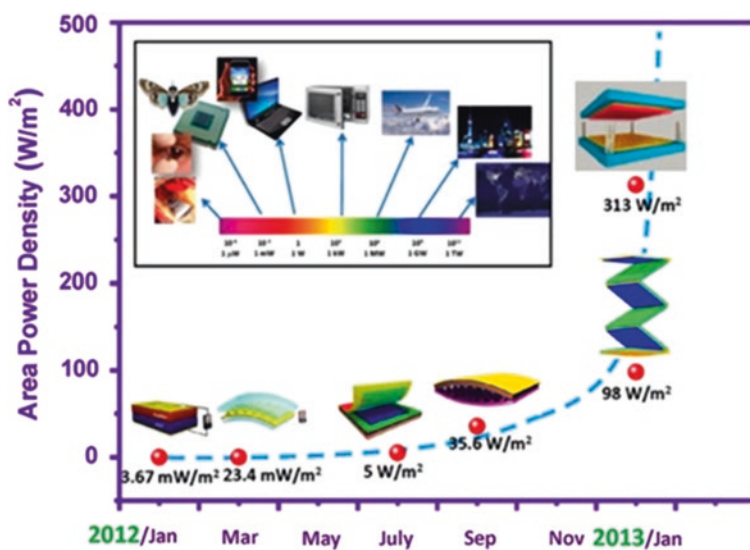 Area Power Density (W/m²)
500
400
300
200
100
0
1 μW
1 mW
1 W
1 kW
1 MW
1 GW
1 TW
313 W/m²
98 W/m²
3.67 mW/m²
23.4 mW/m²
5 W/m²
35.6 W/m²
2012/Jan
Mar
May
July
Sep
Nov
2013/Jan